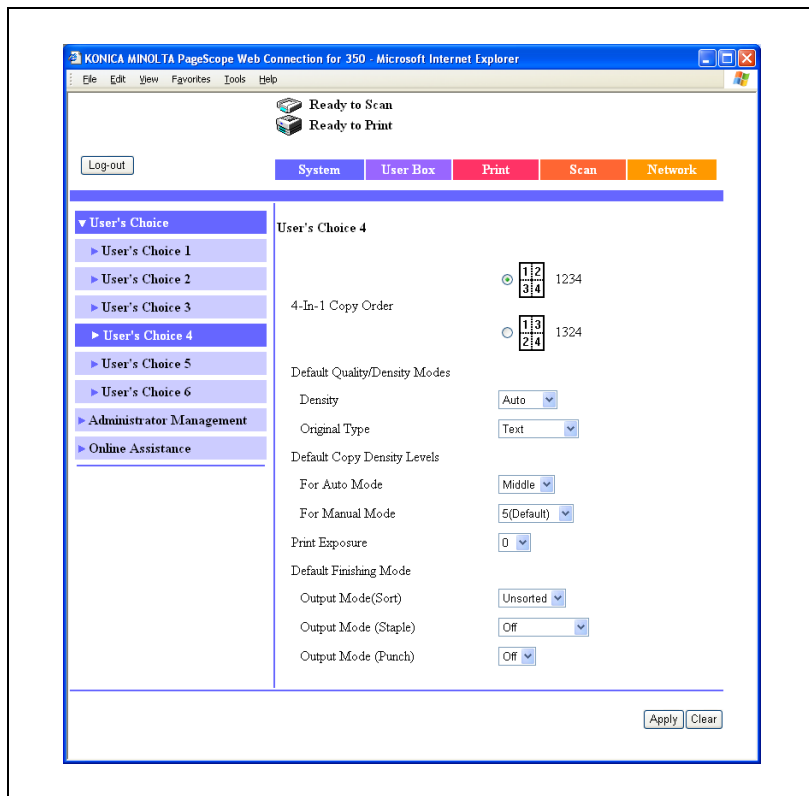 KONICA MINOLTA PageScope Web Connection for 350 - Microsoft Internet Explorer
File Edit View Favorites Tools Help
Ready to Scan
Ready to Print
Log-out
System User Box Print Scan Network
User's Choice
User's Choice 1
User's Choice 2
User's Choice 3
User's Choice 4
User's Choice 5
User's Choice 6
Administrator Management
Online Assistance
User's Choice 4
4-In-1 Copy Order
1 2
3 4
1234
1 3
2 4
1324
Default Quality/Density Modes
Density Auto
Original Type Text
Default Copy Density Levels
For Auto Mode Middle
For Manual Mode 5(Default)
Print Exposure 0
Default Finishing Mode
Output Mode(Sort) Unsorted
Output Mode (Staple) Off
Output Mode (Punch) Off
Apply Clear